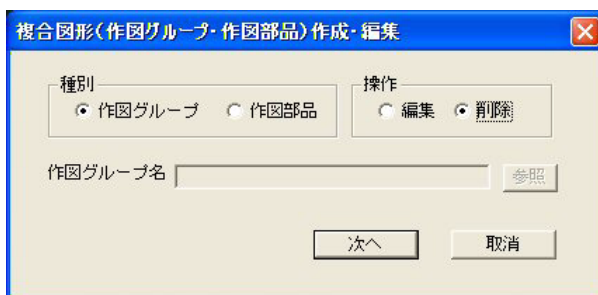 複合図形(作図グループ・作図部品)作成・編集
種別
作図グループ 作図部品
操作
編集 削除
作図グループ名 参照
次へ 取消